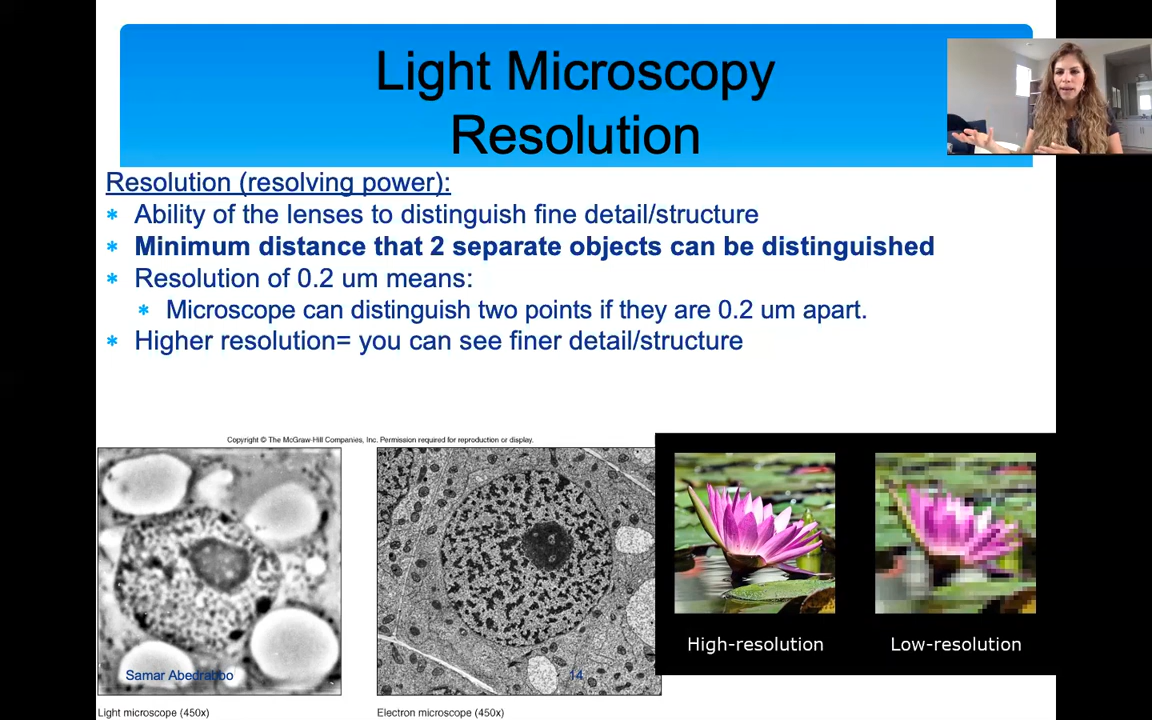 Light Microscopy
Resolution
Resolution (resolving power):
* Ability of the lenses to distinguish fine detail/structure
* Minimum distance that 2 separate objects can be distinguished
* Resolution of 0.2 um means:
* Microscope can distinguish two points if they are 0.2 um apart.
* Higher resolution= you can see finer detail/structure
Copyright © The McGraw-Hill Companies, Inc. Permission required for reproduction or display.
High-resolution
Low-resolution
Samar Abedrabbo
14
Light microscope (450x)
Electron microscope (450x)